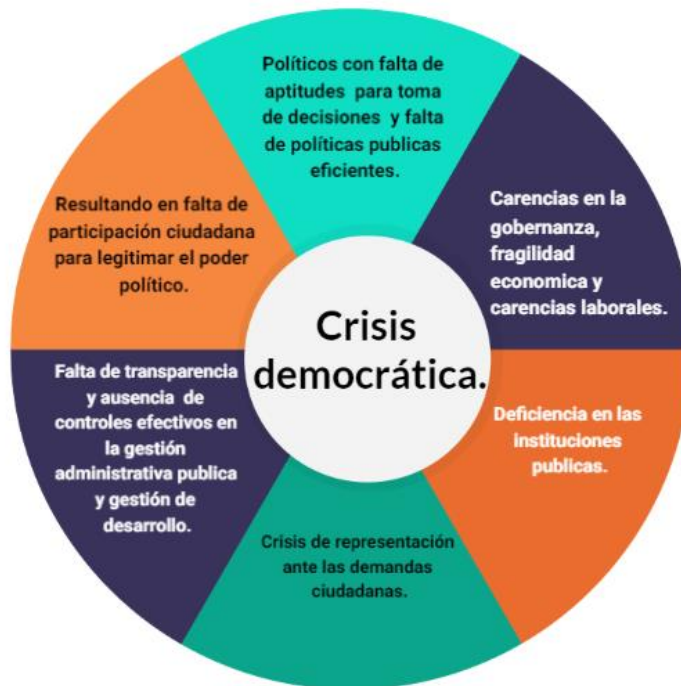 Políticos con falta de
aptitudes para toma
de decisiones y falta
de políticas publicas
eficientes.
Carencias en la
gobernanza,
fragilidad
economica y
carencias laborales.
Deficiencia en las
instituciones
publicas.
Crisis de representación
ante las demandas
ciudadanas.
Falta de transparencia
y ausencia de
controles efectivos en
la gestión
administrativa publica
y gestión de
desarrollo.
Resultando en falta de
participación ciudadana
para legitimar el poder
político.
Crisis
democrática.